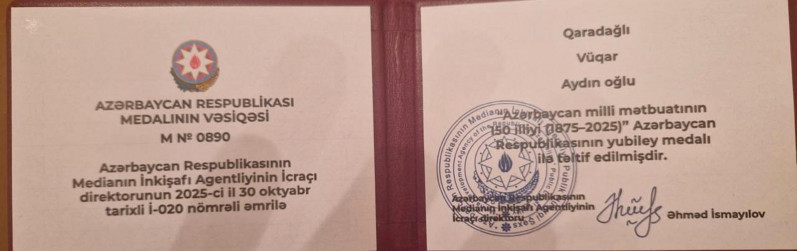 AZƏRBAYCAN RESPUBLİKASI
MEDALININ VƏSİQƏSİ
M № 0890
Azərbaycan Respublikasının
Medianın İnkişafı Agentliyinin İcraçı
direktorunun 2025-ci il 30 oktyabr
tarixli İ-020 nömrəli əmrilə
Qaradağlı
Vüqar
Aydın oğlu
"Azərbaycan milli mətbuatının
150 illiyi (1875–2025)" Azərbaycan
Respublikasının yubiley medalı
ilə təltif edilmişdir.
Azərbaycan Respublikasının
Medianın İnkişafı Agentliyinin
İcraçı direktoru
Əhməd İsmayılov